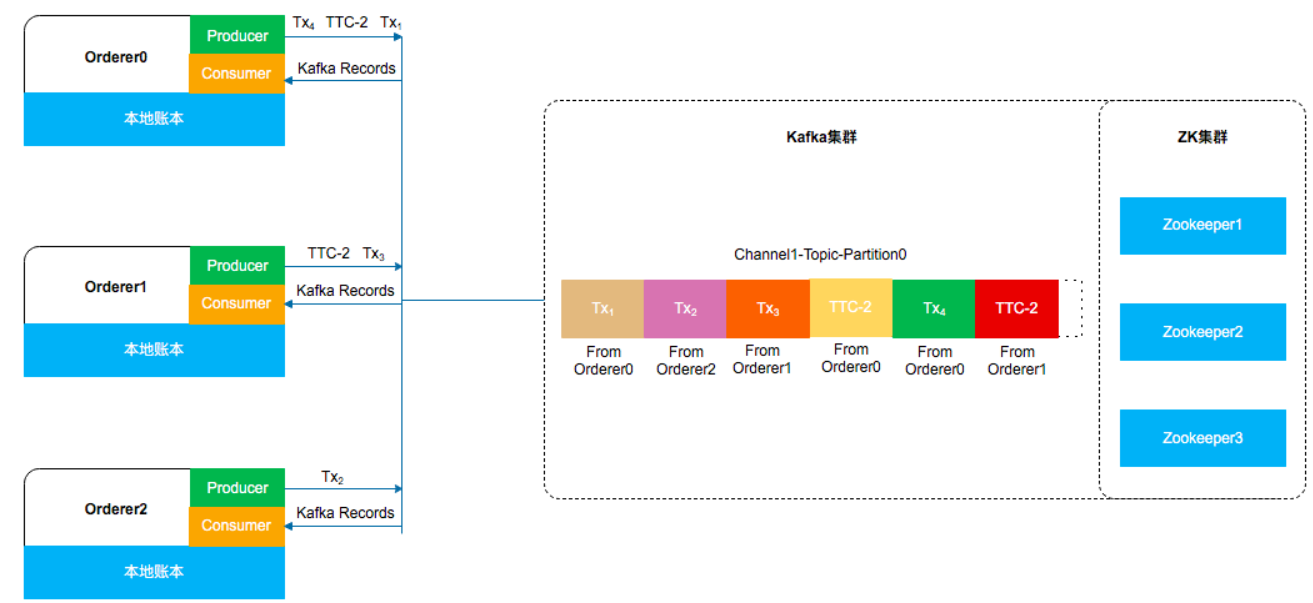 Tx₄ TTC-2 Tx₁
Producer
Orderer0
Consumer
Kafka Records
本地账本
TTC-2 Tx₃
Producer
Orderer1
Consumer
Kafka Records
本地账本
Tx₂
Producer
Orderer2
Consumer
Kafka Records
本地账本
Kafka集群
Channel1-Topic-Partition0
Tx₁ Tx₂ Tx₃ TTC-2 Tx₄ TTC-2
From From From From From From
Orderer0 Orderer2 Orderer1 Orderer0 Orderer0 Orderer1
ZK集群
Zookeeper1
Zookeeper2
Zookeeper3